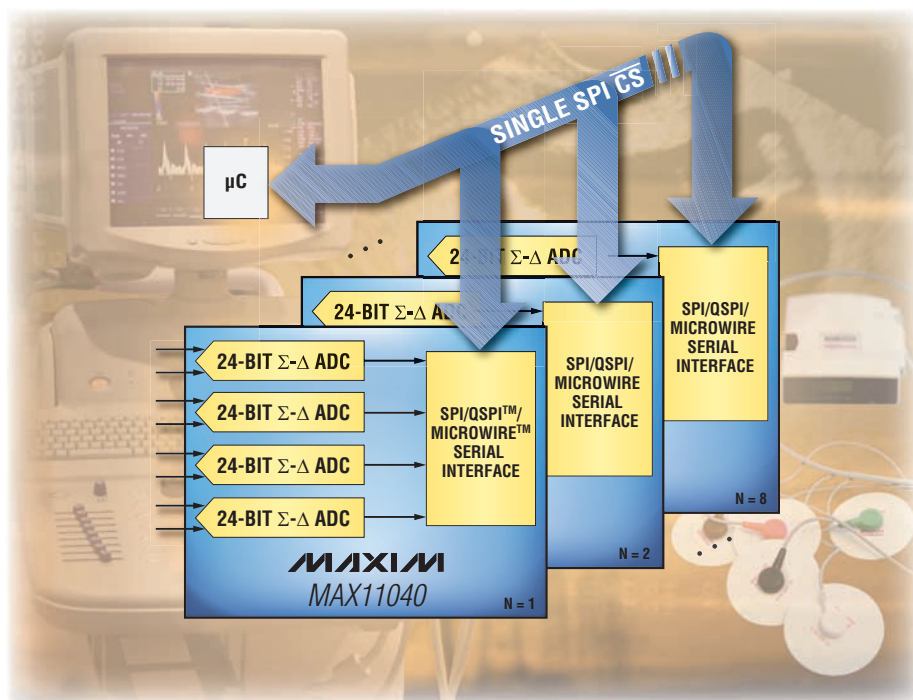 SINGLE SPI C̅S̅
µC
24-BIT Σ-Δ ADC
SPI/QSPI/
MICROWIRE
SERIAL
INTERFACE
N = 8
24-BIT Σ-Δ ADC
SPI/QSPI/
MICROWIRE
SERIAL
INTERFACE
N = 2
24-BIT Σ-Δ ADC
24-BIT Σ-Δ ADC
24-BIT Σ-Δ ADC
24-BIT Σ-Δ ADC
SPI/QSPI™/
MICROWIRE™
SERIAL
INTERFACE
MAXIM
MAX11040
N = 1